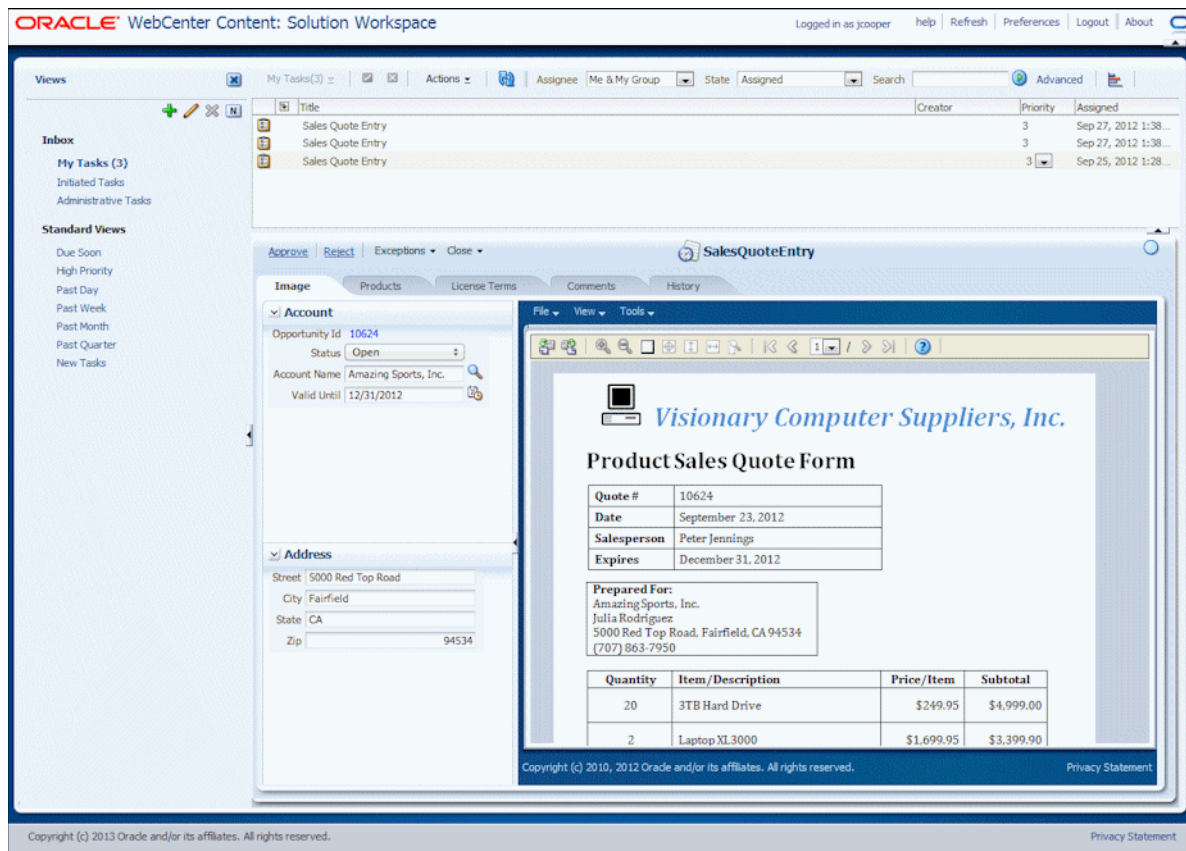 ORACLE® WebCenter Content: Solution Workspace
Logged in as jcooper help Refresh Preferences Logout About
Views
My Tasks(3) Actions Assignee Me & My Group State Assigned Search Advanced
N
Title Creator Priority Assigned
Sales Quote Entry 3 Sep 27, 2012 1:38...
Sales Quote Entry 3 Sep 27, 2012 1:38...
Sales Quote Entry 3 Sep 25, 2012 1:28...
Inbox
My Tasks (3)
Initiated Tasks
Administrative Tasks
Standard Views
Due Soon
High Priority
Past Day
Past Week
Past Month
Past Quarter
New Tasks
Approve Reject Exceptions Close SalesQuoteEntry
Image Products License Terms Comments History
Account
Opportunity Id 10624
Status Open
Account Name Amazing Sports, Inc.
Valid Until 12/31/2012
Address
Street 5000 Red Top Road
City Fairfield
State CA
Zip 94534
File View Tools
1 /
Visionary Computer Suppliers, Inc.
Product Sales Quote Form
Quote # 10624
Date September 23, 2012
Salesperson Peter Jennings
Expires December 31, 2012
Prepared For:
Amazing Sports, Inc.
Julia Rodriguez
5000 Red Top Road, Fairfield, CA 94534
(707) 863-7950
Quantity Item/Description Price/Item Subtotal
20 3TB Hard Drive $249.95 $4,999.00
2 Laptop XL3000 $1,699.95 $3,399.90
Copyright (c) 2010, 2012 Oracle and/or its affiliates. All rights reserved. Privacy Statement
Copyright (c) 2013 Oracle and/or its affiliates. All rights reserved. Privacy Statement